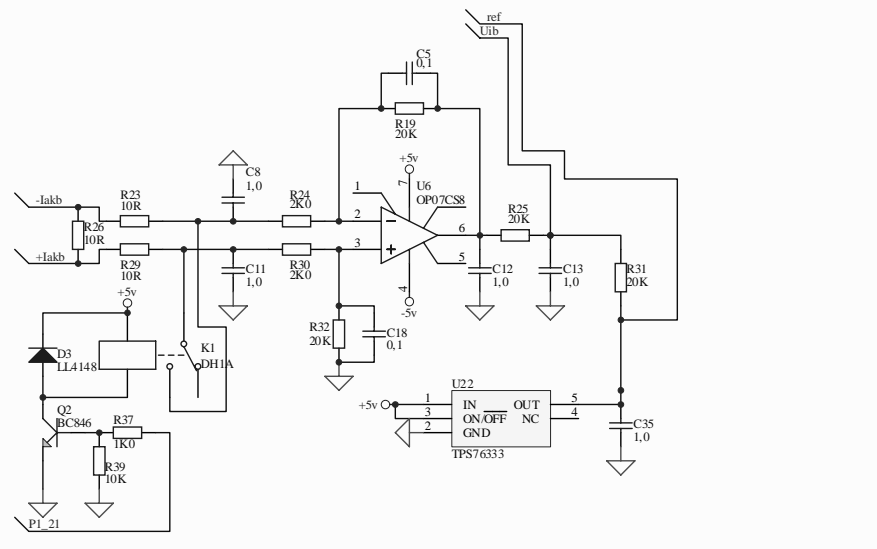 ref
Uib
C5
0,1
R19
20K
+5v
7
U6
OP07CS8
C8
1,0
1
R24
2K0
2
-Iakb
R23
10R
R26
10R
+Iakb
R29
10R
R30
2K0
3
6
5
4
-5v
C11
1,0
R25
20K
C12
1,0
C13
1,0
R31
20K
+5v
R32
20K
C18
0,1
D3
LL4148
K1
DH1A
Q2
BC846
R37
1K0
R39
10K
P1_21
U22
+5v
1
3
2
IN
ON/OFF
GND
OUT
NC
5
4
TPS76333
C35
1,0